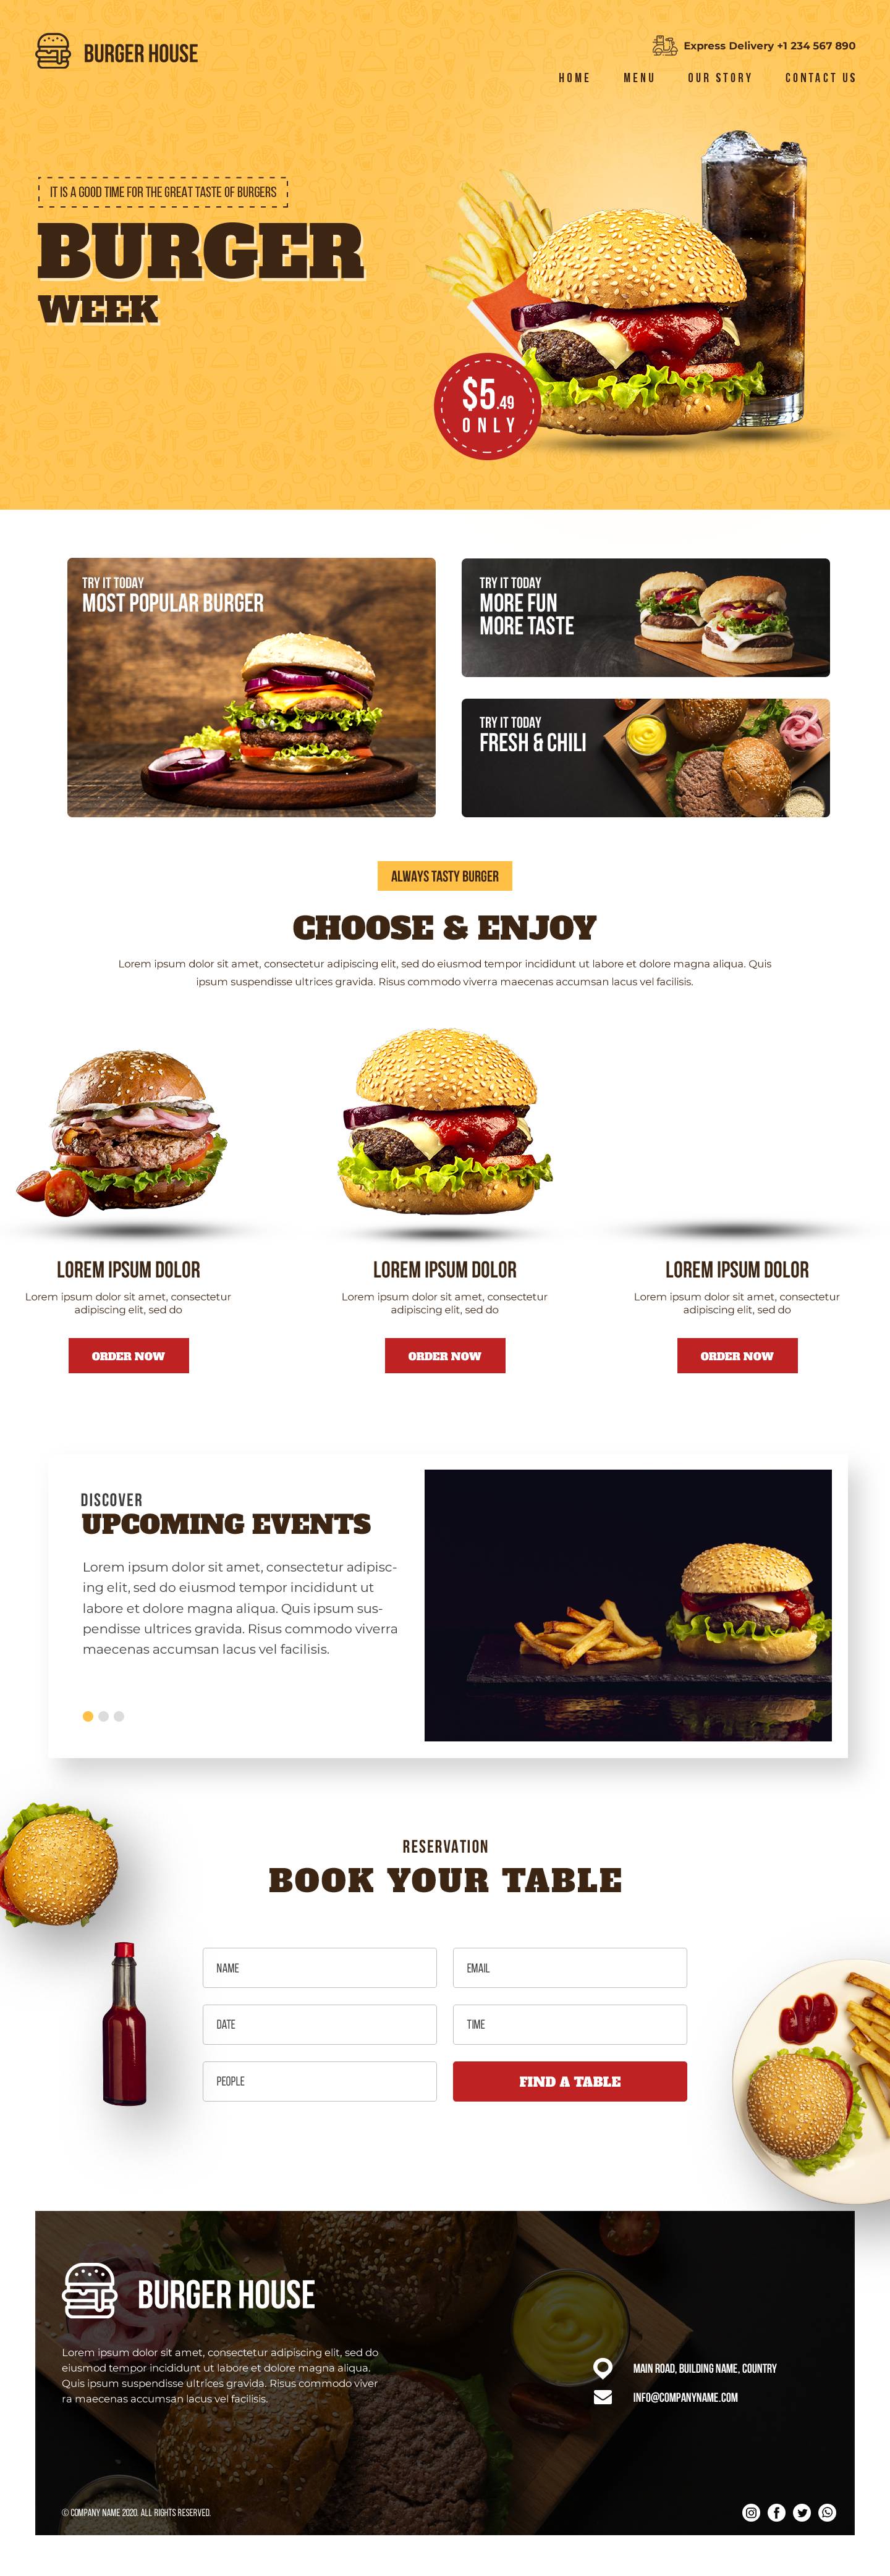 BURGER HOUSE
Express Delivery +1 234 567 890
HOME MENU OUR STORY CONTACT US
IT IS A GOOD TIME FOR THE GREAT TASTE OF BURGERS
BURGER
WEEK
$5.49
ONLY
TRY IT TODAY
MOST POPULAR BURGER
TRY IT TODAY
MORE FUN
MORE TASTE
TRY IT TODAY
FRESH & CHILI
ALWAYS TASTY BURGER
CHOOSE & ENJOY
Lorem ipsum dolor sit amet, consectetur adipiscing elit, sed do eiusmod tempor incididunt ut labore et dolore magna aliqua. Quis
ipsum suspendisse ultrices gravida. Risus commodo viverra maecenas accumsan lacus vel facilisis.
LOREM IPSUM DOLOR
Lorem ipsum dolor sit amet, consectetur
adipiscing elit, sed do
ORDER NOW
LOREM IPSUM DOLOR
Lorem ipsum dolor sit amet, consectetur
adipiscing elit, sed do
ORDER NOW
LOREM IPSUM DOLOR
Lorem ipsum dolor sit amet, consectetur
adipiscing elit, sed do
ORDER NOW
DISCOVER
UPCOMING EVENTS
Lorem ipsum dolor sit amet, consectetur adipisc-
ing elit, sed do eiusmod tempor incididunt ut
labore et dolore magna aliqua. Quis ipsum sus-
pendisse ultrices gravida. Risus commodo viverra
maecenas accumsan lacus vel facilisis.
RESERVATION
BOOK YOUR TABLE
NAME
EMAIL
DATE
TIME
PEOPLE
FIND A TABLE
BURGER HOUSE
Lorem ipsum dolor sit amet, consectetur adipiscing elit, sed do
eiusmod tempor incididunt ut labore et dolore magna aliqua.
Quis ipsum suspendisse ultrices gravida. Risus commodo viver
ra maecenas accumsan lacus vel facilisis.
MAIN ROAD, BUILDING NAME, COUNTRY
INFO@COMPANYNAME.COM
© COMPANY NAME 2020. ALL RIGHTS RESERVED.